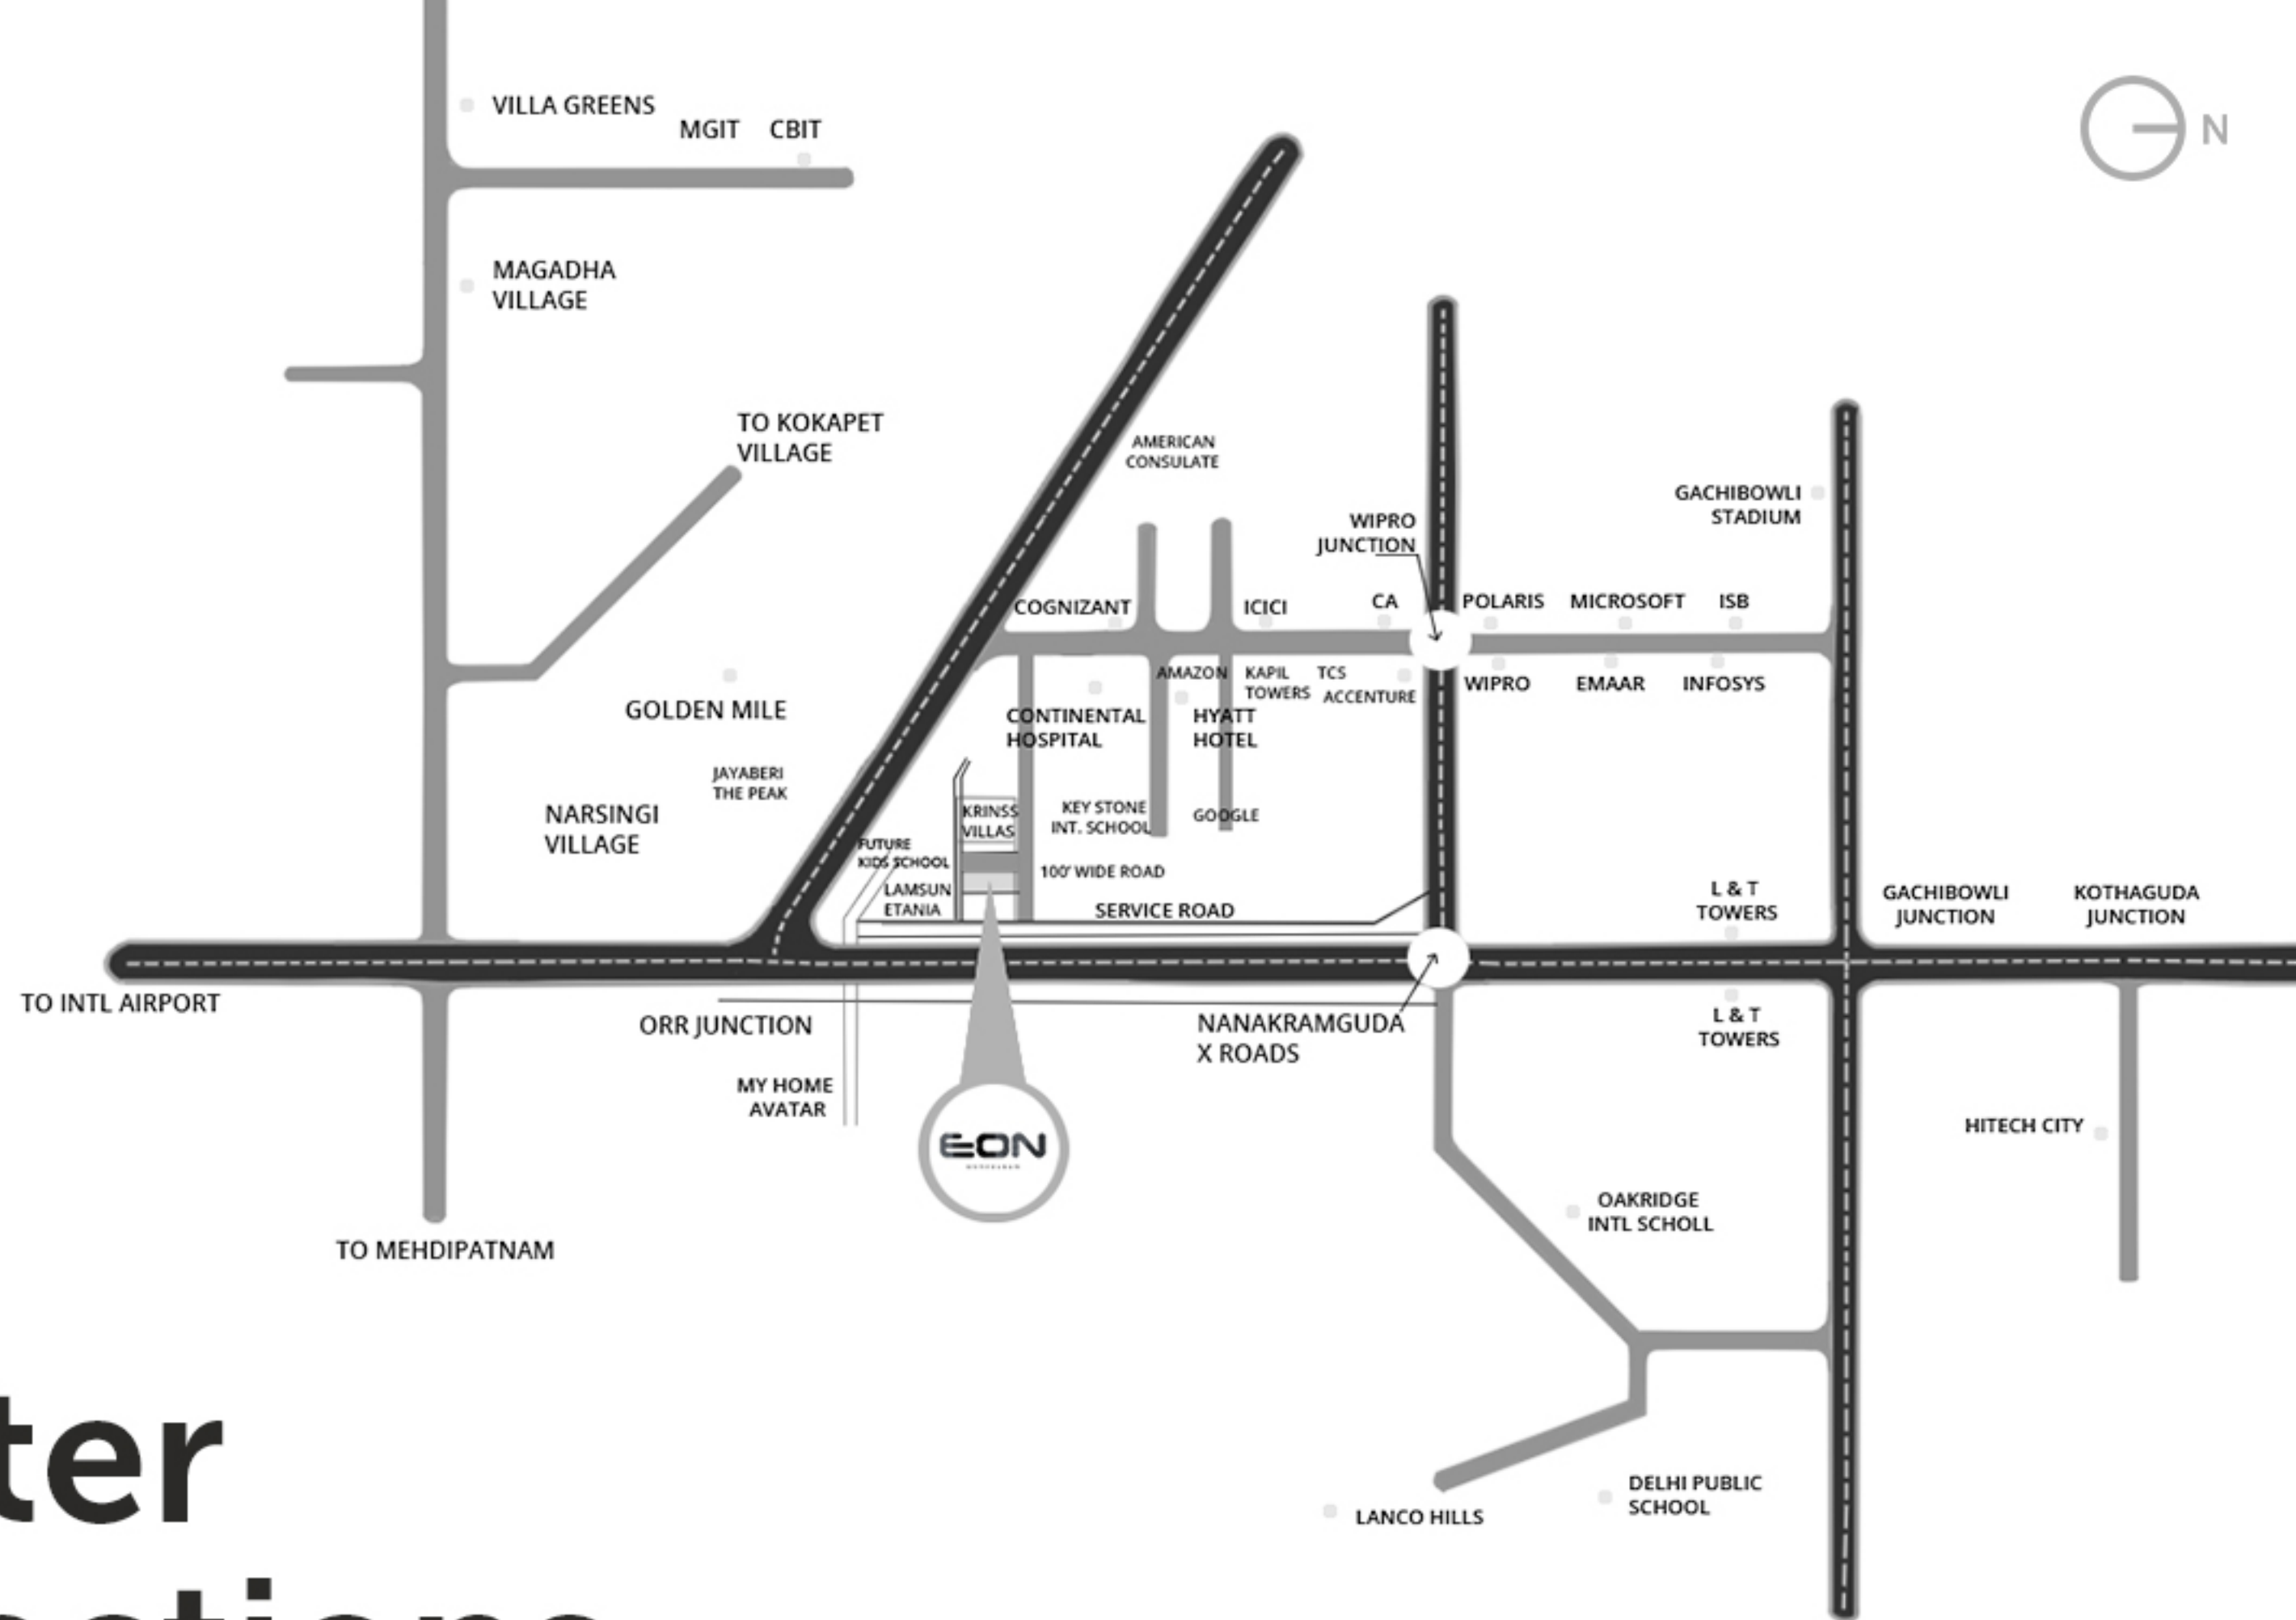 VILLA GREENS
MGIT
CBIT
N
MAGADHA
VILLAGE
TO KOKAPET
VILLAGE
AMERICAN
CONSULATE
GACHIBOWLI
STADIUM
WIPRO
JUNCTION
COGNIZANT
ICICI
CA
POLARIS
MICROSOFT
ISB
AMAZON
KAPIL
TOWERS
TCS
ACCENTURE
WIPRO
EMAAR
INFOSYS
GOLDEN MILE
CONTINENTAL
HOSPITAL
HYATT
HOTEL
JAYABERI
THE PEAK
NARSINGI
VILLAGE
KRINSS
VILLAS
KEY STONE
INT. SCHOOL
GOOGLE
FUTURE
KIDS SCHOOL
100' WIDE ROAD
LAMSUN
ETANIA
SERVICE ROAD
L & T
TOWERS
GACHIBOWLI
JUNCTION
KOTHAGUDA
JUNCTION
TO INTL AIRPORT
ORR JUNCTION
NANAKRAMGUDA
X ROADS
L & T
TOWERS
MY HOME
AVATAR
EON
HITECH CITY
OAKRIDGE
INTL SCHOLL
TO MEHDIPATNAM
ter
DELHI PUBLIC
SCHOOL
LANCO HILLS